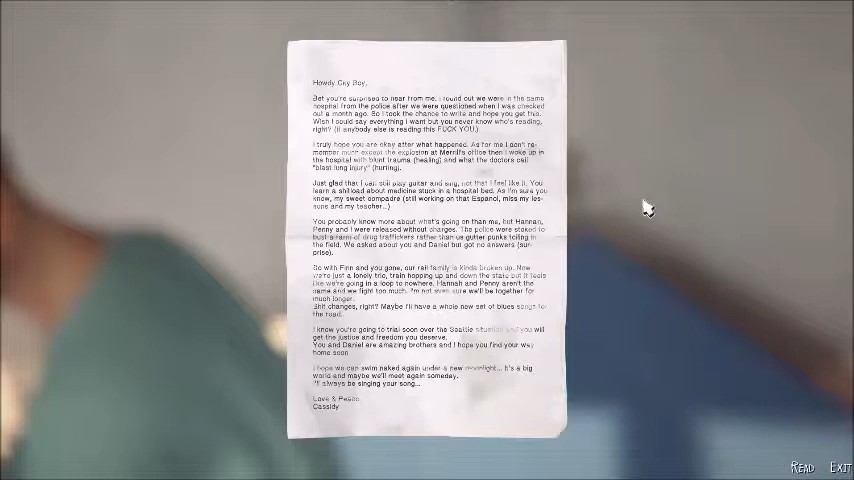 Howdy Cry Boy,
Bet you're surprised to hear from me. I found out we were in the same
hospital from the police after we were questioned when I was checked
out a month ago. So I took the chance to write and hope you get this.
Wish I could say everything I want but you never know who's reading,
right? (if anybody else is reading this FUCK YOU.)
I truly hope you are okay after what happened. As for me I don't re-
member much except the explosion at Merrill's office then I woke up in
the hospital with blunt trauma (healing) and what the doctors call
"blast lung injury" (hurting).
Just glad that I can still play guitar and sing, not that I feel like it. You
learn a shitload about medicine stuck in a hospital bed. As I'm sure you
know, my sweet compadre (still working on that Espanol, miss my les-
sons and my teacher...)
You probably know more about what's going on than me, but Hannah,
Penny and I were released without charges. The police were stoked to
bust a farm of drug traffickers rather than us gutter punks toiling in
the field. We asked about you and Daniel but got no answers (sur-
prise).
So with Finn and you gone, our rail family is kinda broken up. Now
we're just a lonely trio, train hopping up and down the state but it feels
like we're going in a loop to nowhere. Hannah and Penny aren't the
same and we fight too much. I'm not even sure we'll be together for
much longer.
Shit changes, right? Maybe I'll have a whole new set of blues songs for
the road.
I know you're going to trial soon over the Seattle situation and you will
get the justice and freedom you deserve.
You and Daniel are amazing brothers and I hope you find your way
home soon
I hope we can swim naked again under a new moonlight... It's a big
world and maybe we'll meet again someday.
I'll always be singing your song...
Love & Peace
Cassidy
READ EXIT